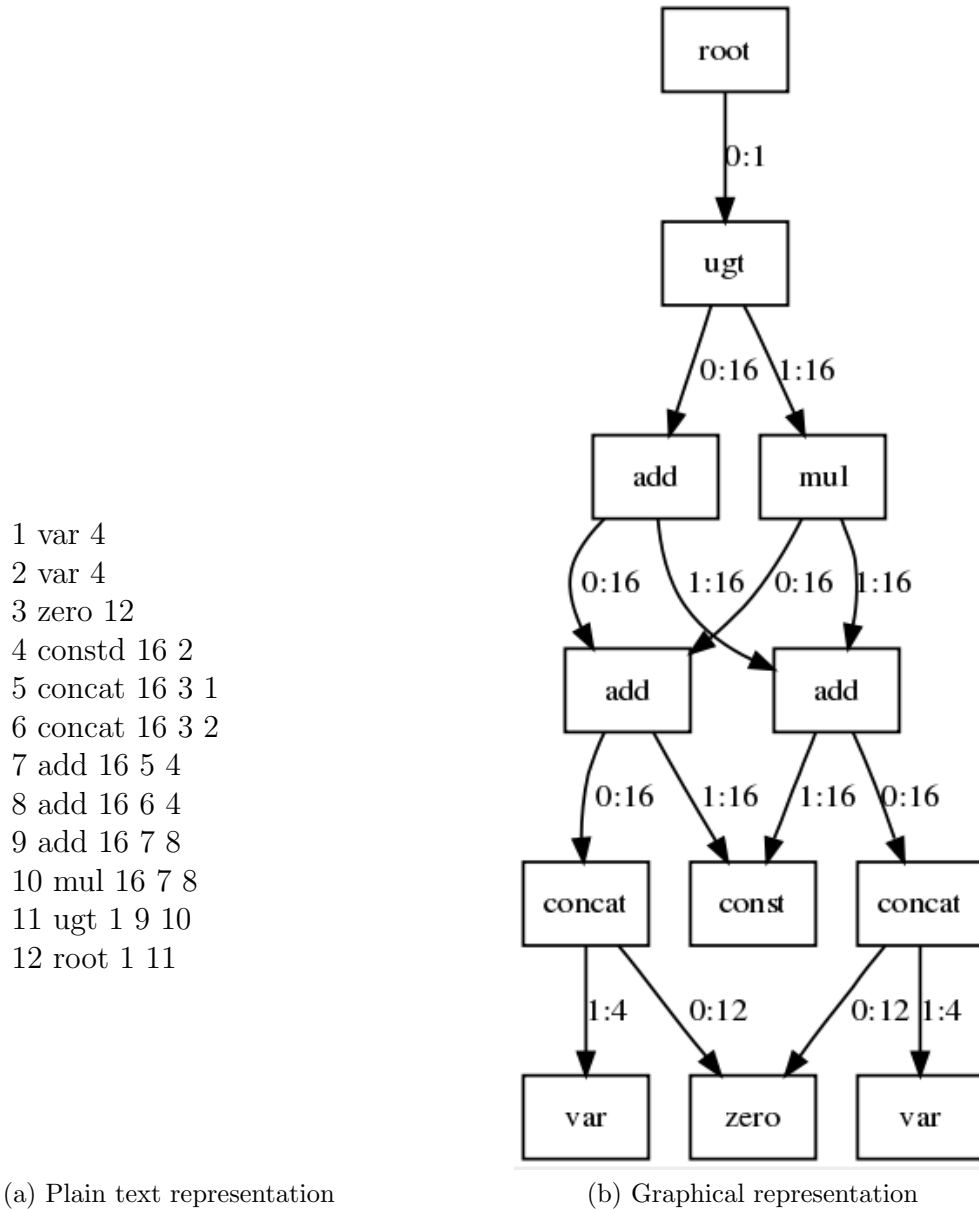 root
0:1
ugt
0:16 1:16
add mul
0:16 1:16 0:16 1:16
add add
0:16 1:16 1:16 0:16
concat const concat
1:4 0:12 0:12 1:4
var zero var
1 var 4
2 var 4
3 zero 12
4 constd 16 2
5 concat 16 3 1
6 concat 16 3 2
7 add 16 5 4
8 add 16 6 4
9 add 16 7 8
10 mul 16 7 8
11 ugt 1 9 10
12 root 1 11
(a) Plain text representation
(b) Graphical representation